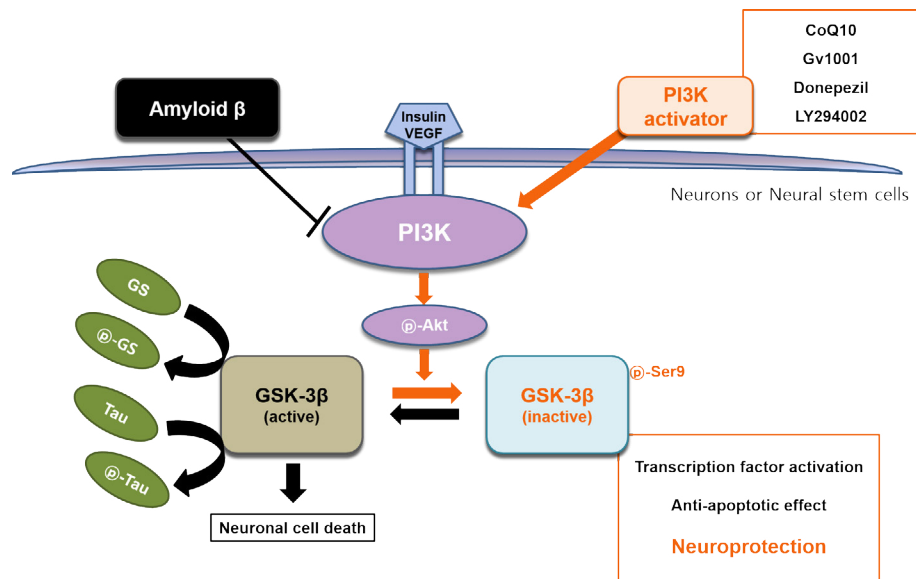 CoQ10
Gv1001
Donepezil
LY294002
PI3K
activator
Amyloid β
Insulin
VEGF
Neurons or Neural stem cells
PI3K
ⓟ-Akt
GS
ⓟ-GS
Tau
ⓟ-Tau
GSK-3β
(active)
GSK-3β
(inactive)
ⓟ-Ser9
Neuronal cell death
Transcription factor activation
Anti-apoptotic effect
Neuroprotection